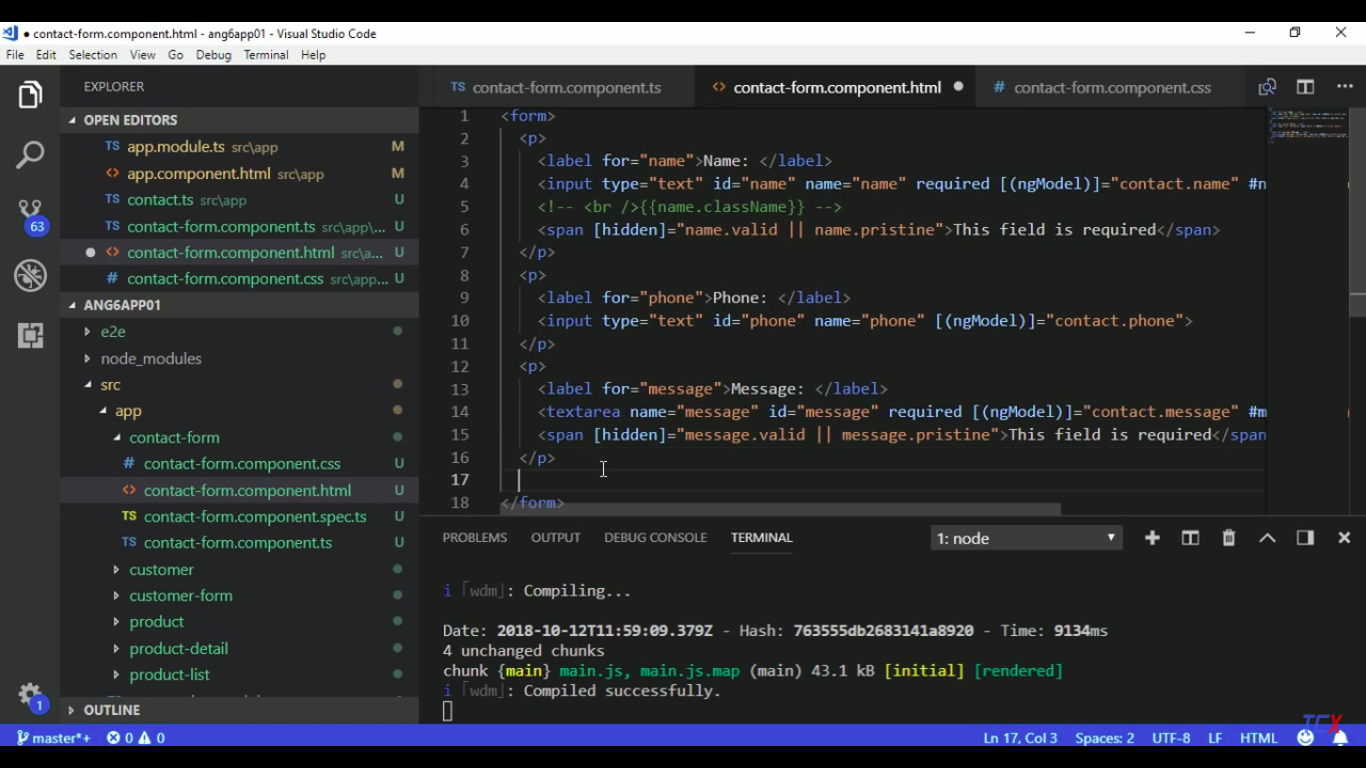 ● contact-form.component.html - ang6app01 - Visual Studio Code
File Edit Selection View Go Debug Terminal Help
EXPLORER
OPEN EDITORS
TS app.module.ts src\app M
<> app.component.html src\app M
TS contact.ts src\app U
TS contact-form.component.ts src\app\... U
● <> contact-form.component.html src\a... U
# contact-form.component.css src\app... U
ANG6APP01
e2e
node_modules
src
app
contact-form
# contact-form.component.css U
<> contact-form.component.html U
TS contact-form.component.spec.ts U
TS contact-form.component.ts U
customer
customer-form
product
product-detail
product-list
OUTLINE
63
1
TS contact-form.component.ts <> contact-form.component.html ● # contact-form.component.css
1 <form>
2 <p>
3 <label for="name">Name: </label>
4 <input type="text" id="name" name="name" required [(ngModel)]="contact.name" #n
5 <!-- <br />{{name.className}} -->
6 <span [hidden]="name.valid || name.pristine">This field is required</span>
7 </p>
8 <p>
9 <label for="phone">Phone: </label>
10 <input type="text" id="phone" name="phone" [(ngModel)]="contact.phone">
11 </p>
12 <p>
13 <label for="message">Message: </label>
14 <textarea name="message" id="message" required [(ngModel)]="contact.message" #m
15 <span [hidden]="message.valid || message.pristine">This field is required</span
16 </p>
17
18 </form>
PROBLEMS OUTPUT DEBUG CONSOLE TERMINAL 1: node
i ｢wdm｣: Compiling...
Date: 2018-10-12T11:59:09.379Z - Hash: 763555db2683141a8920 - Time: 9134ms
4 unchanged chunks
chunk {main} main.js, main.js.map (main) 43.1 kB [initial] [rendered]
i ｢wdm｣: Compiled successfully.
TCX
master*+ 0 0 Ln 17, Col 3 Spaces: 2 UTF-8 LF HTML